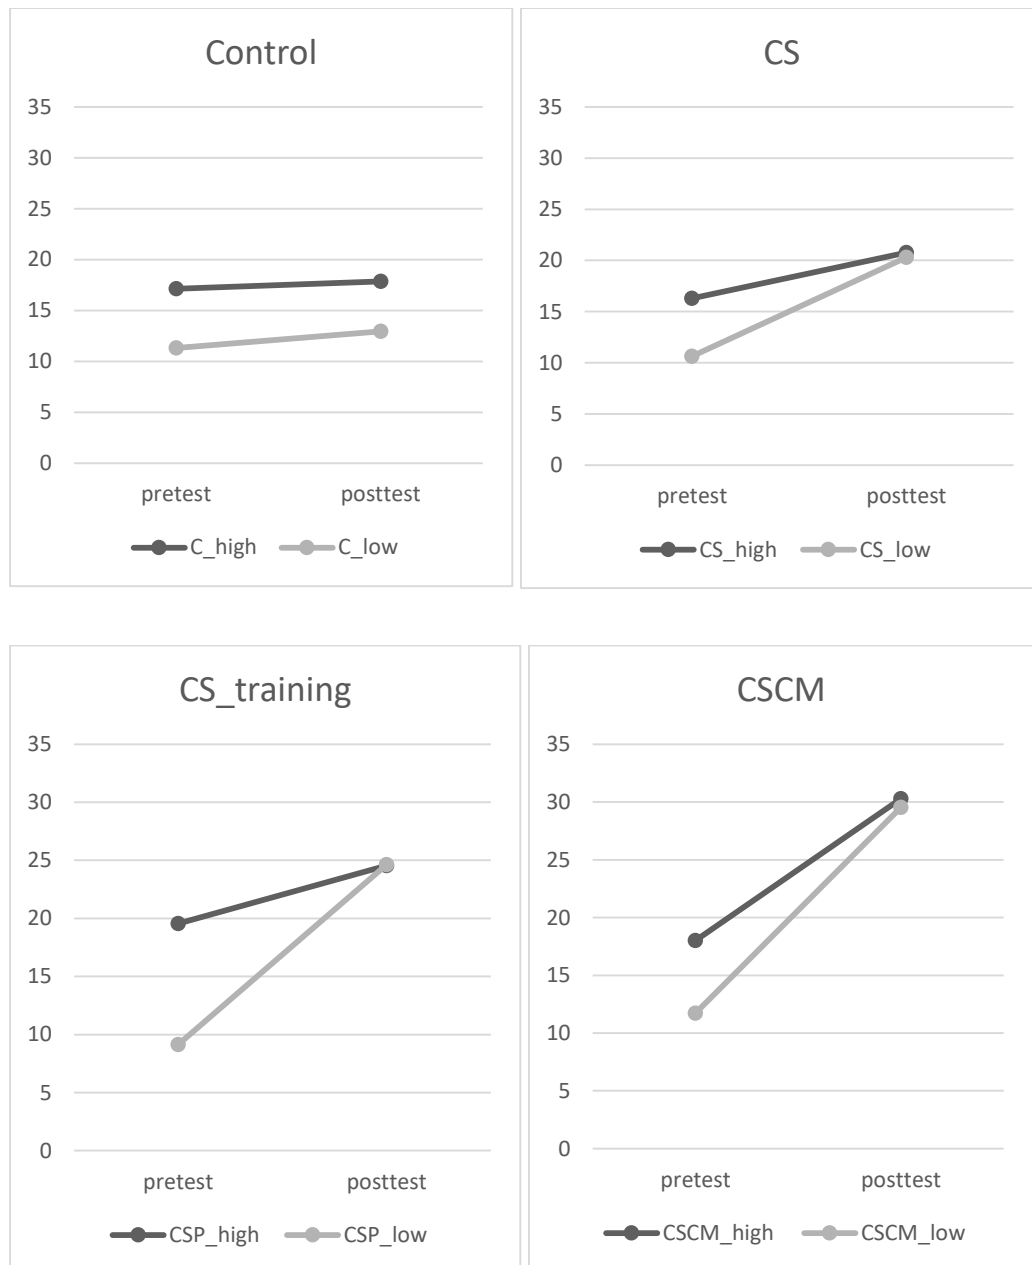 Control
35
30
25
20
15
10
5
0
pretest posttest
C_high C_low
CS
35
30
25
20
15
10
5
0
pretest posttest
CS_high CS_low
CS_training
35
30
25
20
15
10
5
0
pretest posttest
CSP_high CSP_low
CSCM
35
30
25
20
15
10
5
0
pretest posttest
CSCM_high CSCM_low